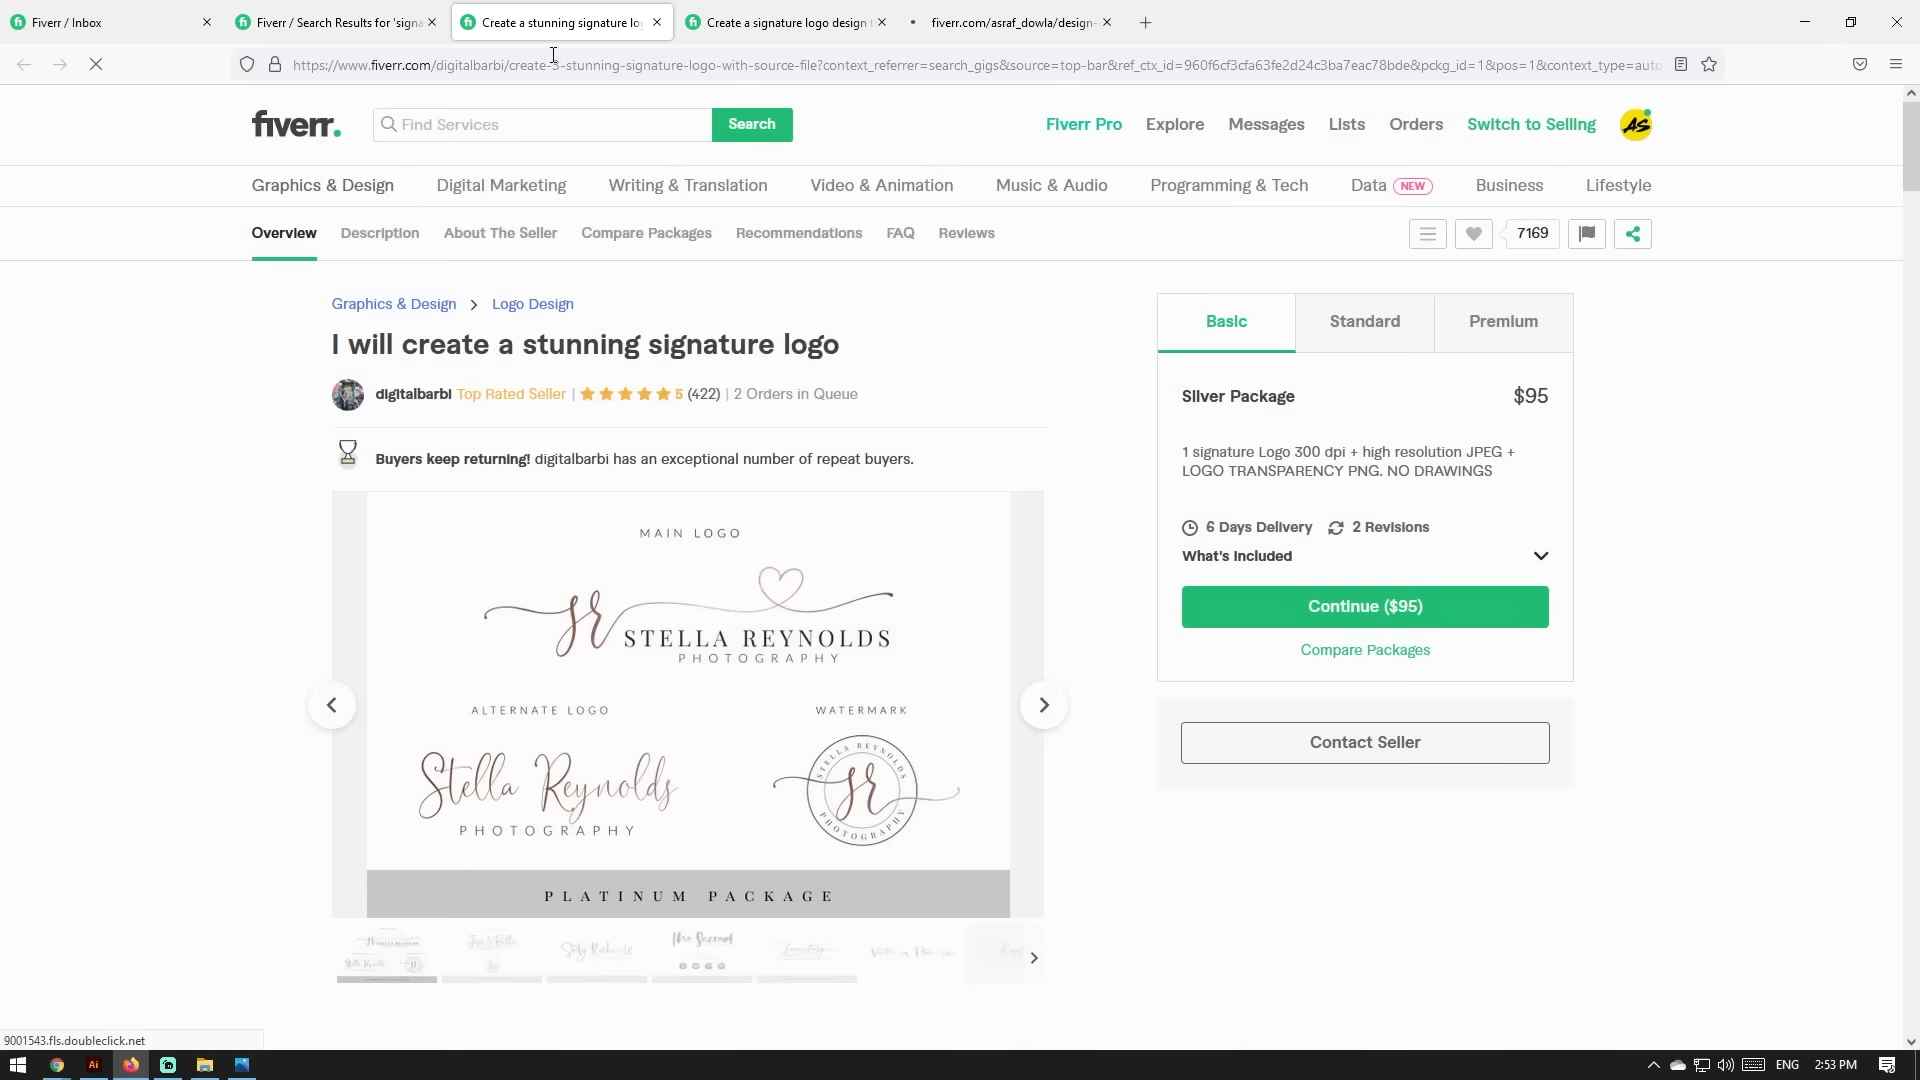 Fiverr / Inbox
Fiverr / Search Results for 'signa
Create a stunning signature lo
Create a signature logo design f
fiverr.com/asraf_dowla/design-
https://www.fiverr.com/digitalbarbi/create-3-stunning-signature-logo-with-source-file?context_referrer=search_gigs&source=top-bar&ref_ctx_id=960f6cf3cfa63fe2d24c3ba7eac78bde&pckg_id=1&pos=1&context_type=auto
fiverr.
Find Services
Search
Fiverr Pro
Explore
Messages
Lists
Orders
Switch to Selling
AS
Graphics & Design
Digital Marketing
Writing & Translation
Video & Animation
Music & Audio
Programming & Tech
Data NEW
Business
Lifestyle
Overview
Description
About The Seller
Compare Packages
Recommendations
FAQ
Reviews
7169
Graphics & Design > Logo Design
I will create a stunning signature logo
digitalbarbi Top Rated Seller | 5 (422) | 2 Orders in Queue
Buyers keep returning! digitalbarbi has an exceptional number of repeat buyers.
MAIN LOGO
sr
STELLA REYNOLDS
PHOTOGRAPHY
ALTERNATE LOGO
Stella Reynolds
PHOTOGRAPHY
WATERMARK
STELLA REYNOLDS
sr
PHOTOGRAPHY
PLATINUM PACKAGE
Basic
Standard
Premium
Silver Package
$95
1 signature Logo 300 dpi + high resolution JPEG +
LOGO TRANSPARENCY PNG. NO DRAWINGS
6 Days Delivery
2 Revisions
What's Included
Continue ($95)
Compare Packages
Contact Seller
9001543.fls.doubleclick.net
Ai
ENG
2:53 PM